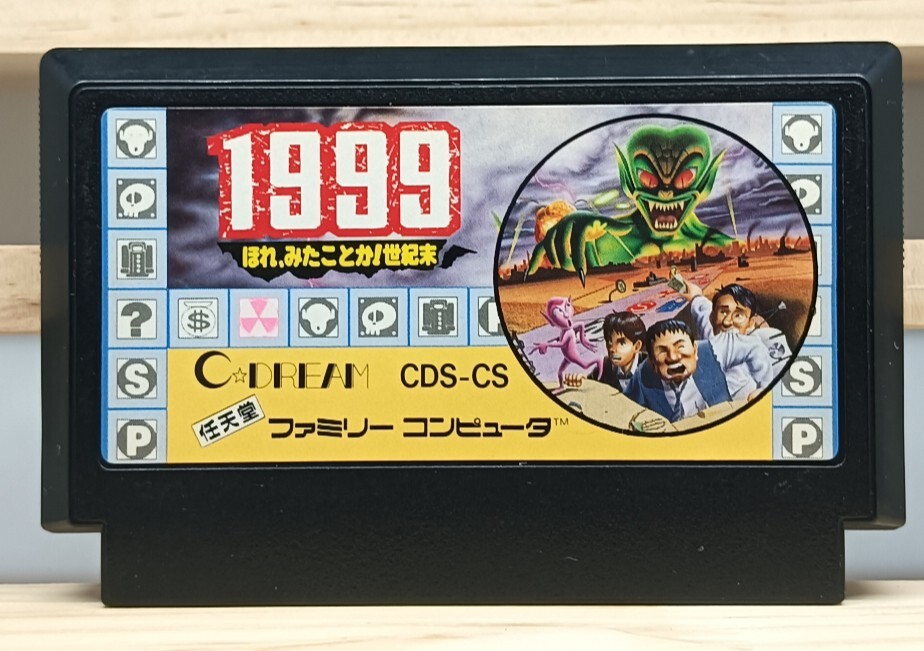 1999
ほれ,みたことか!世紀末
? $
S S
C☆DREAM CDS-CS
任天堂 ファミリー コンピュータ™
P P